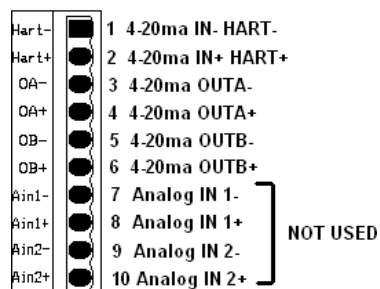 Hart- 1 4-20ma IN- HART-
Hart+ 2 4-20ma IN+ HART+
OA- 3 4-20ma OUTA-
OA+ 4 4-20ma OUTA+
OB- 5 4-20ma OUTB-
OB+ 6 4-20ma OUTB+
Ain1- 7 Analog IN 1-
Ain1+ 8 Analog IN 1+
NOT USED
Ain2- 9 Analog IN 2-
Ain2+ 10 Analog IN 2+